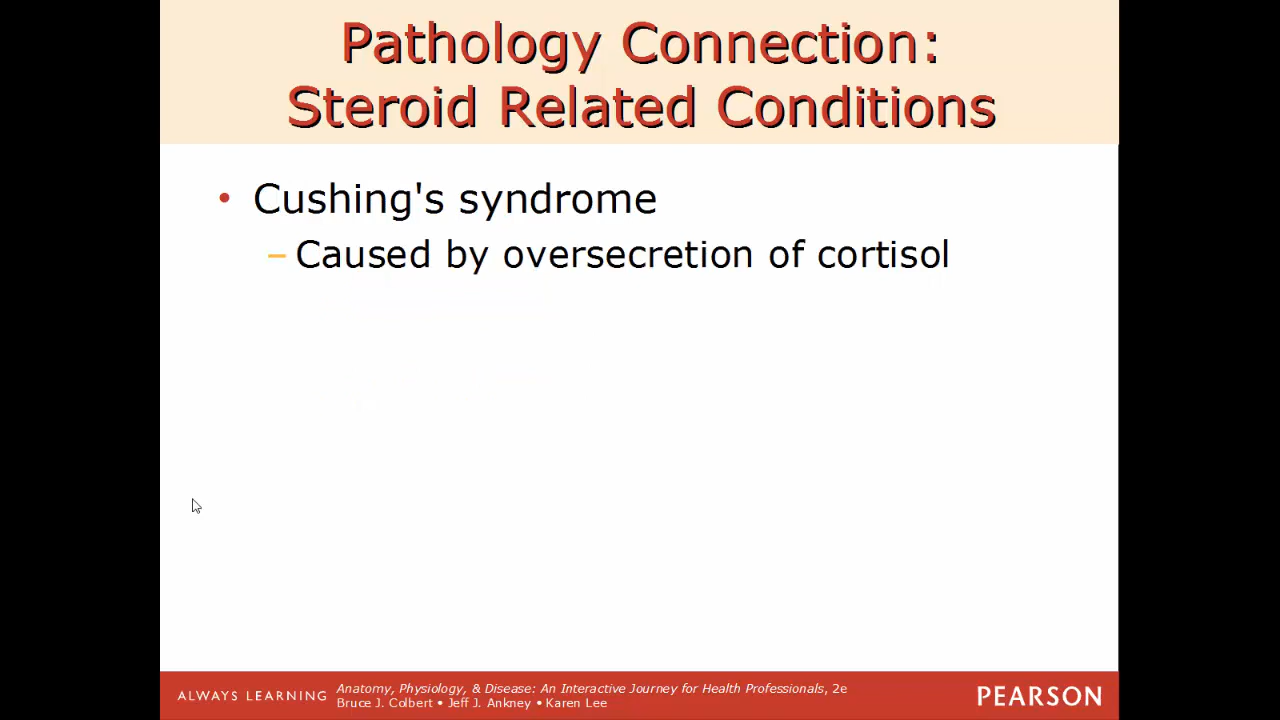 Pathology Connection:
Steroid Related Conditions
• Cushing's syndrome
– Caused by oversecretion of cortisol
ALWAYS LEARNING
Anatomy, Physiology, & Disease: An Interactive Journey for Health Professionals, 2e
Bruce J. Colbert • Jeff J. Ankney • Karen Lee
PEARSON